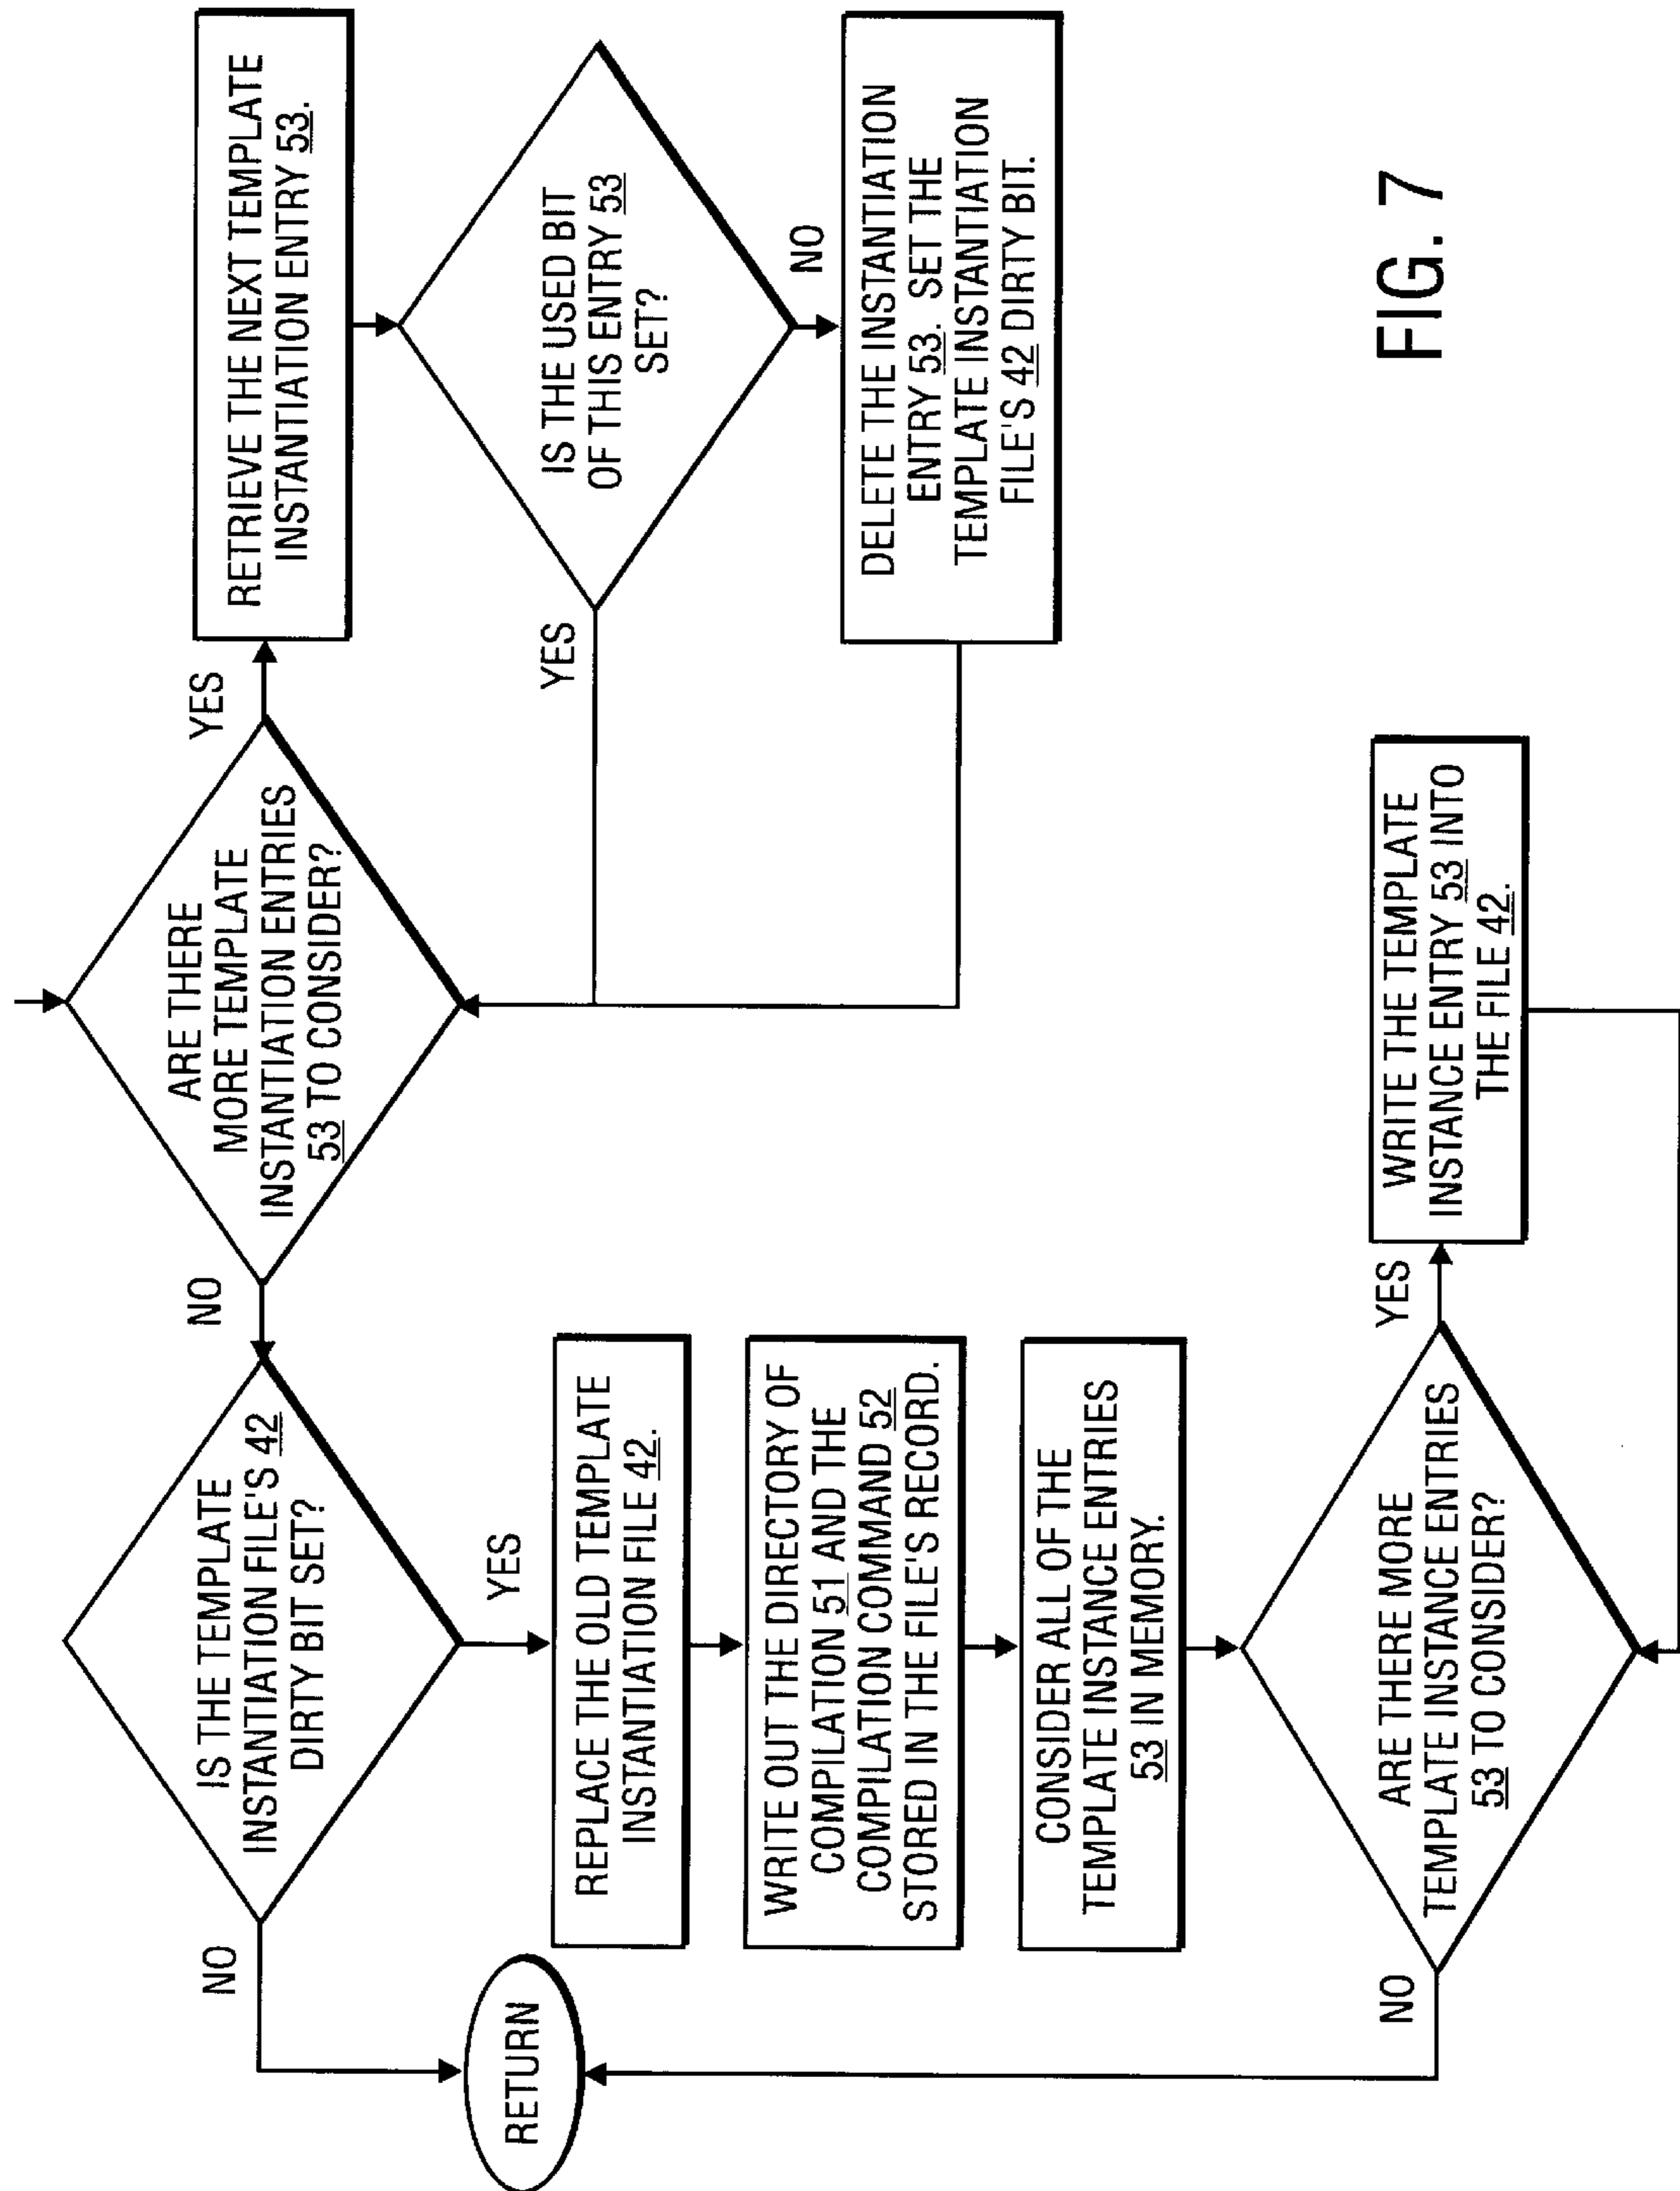 ARE THERE
MORE TEMPLATE
INSTANTIATION ENTRIES
53 TO CONSIDER?
YES
RETRIEVE THE NEXT TEMPLATE
INSTANTIATION ENTRY 53.
IS THE USED BIT
OF THIS ENTRY 53
SET?
YES
NO
DELETE THE INSTANTIATION
ENTRY 53. SET THE
TEMPLATE INSTANTIATION
FILE'S 42 DIRTY BIT.
NO
IS THE TEMPLATE
INSTANTIATION FILE'S 42
DIRTY BIT SET?
NO
YES
REPLACE THE OLD TEMPLATE
INSTANTIATION FILE 42.
WRITE OUT THE DIRECTORY OF
COMPILATION 51 AND THE
COMPILATION COMMAND 52
STORED IN THE FILE'S RECORD.
CONSIDER ALL OF THE
TEMPLATE INSTANCE ENTRIES
53 IN MEMORY.
ARE THERE MORE
TEMPLATE INSTANCE ENTRIES
53 TO CONSIDER?
YES
WRITE THE TEMPLATE
INSTANCE ENTRY 53 INTO
THE FILE 42.
NO
RETURN
FIG. 7